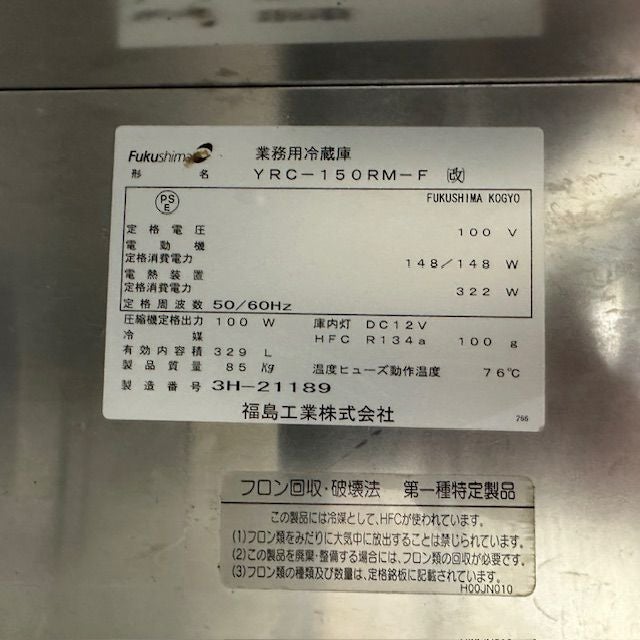 Fukushima 業務用冷蔵庫
形 名 YRC-150RM-F 改
PS E
FUKUSHIMA KOGYO
定格電圧 100 V
電動機
定格消費電力 148/148 W
電熱装置
定格消費電力 322 W
定格周波数 50/60Hz
圧縮機定格出力 100 W 庫内灯 DC12V
冷 媒 HFC R134a 100 g
有効内容積 329 L
製品質量 85 Kg 温度ヒューズ動作温度 76℃
製造番号 3H-21189
福島工業株式会社
266
フロン回収・破壊法 第一種特定製品
この製品には冷媒として、HFCが使われています。
(1)フロン類をみだりに大気中に放出することは禁じられています。
(2)この製品を廃棄・整備する場合には、フロン類の回収が必要です。
(3)フロン類の種類及び数量は、定格銘板に記載されています。
H00JN010